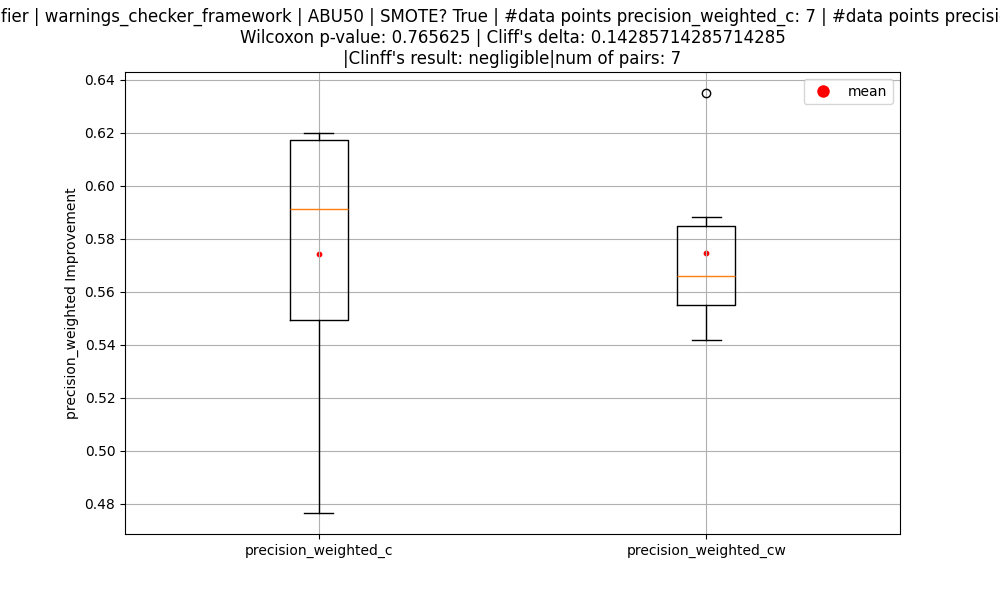 fier | warnings_checker_framework | ABU50 | SMOTE? True | #data points precision_weighted_c: 7 | #data points precisi
Wilcoxon p-value: 0.765625 | Cliff's delta: 0.14285714285714285
|Clinff's result: negligible|num of pairs: 7
0.64
mean
0.62
0.60
0.58
0.56
0.54
0.52
0.50
0.48
precision_weighted Improvement
precision_weighted_c
precision_weighted_cw